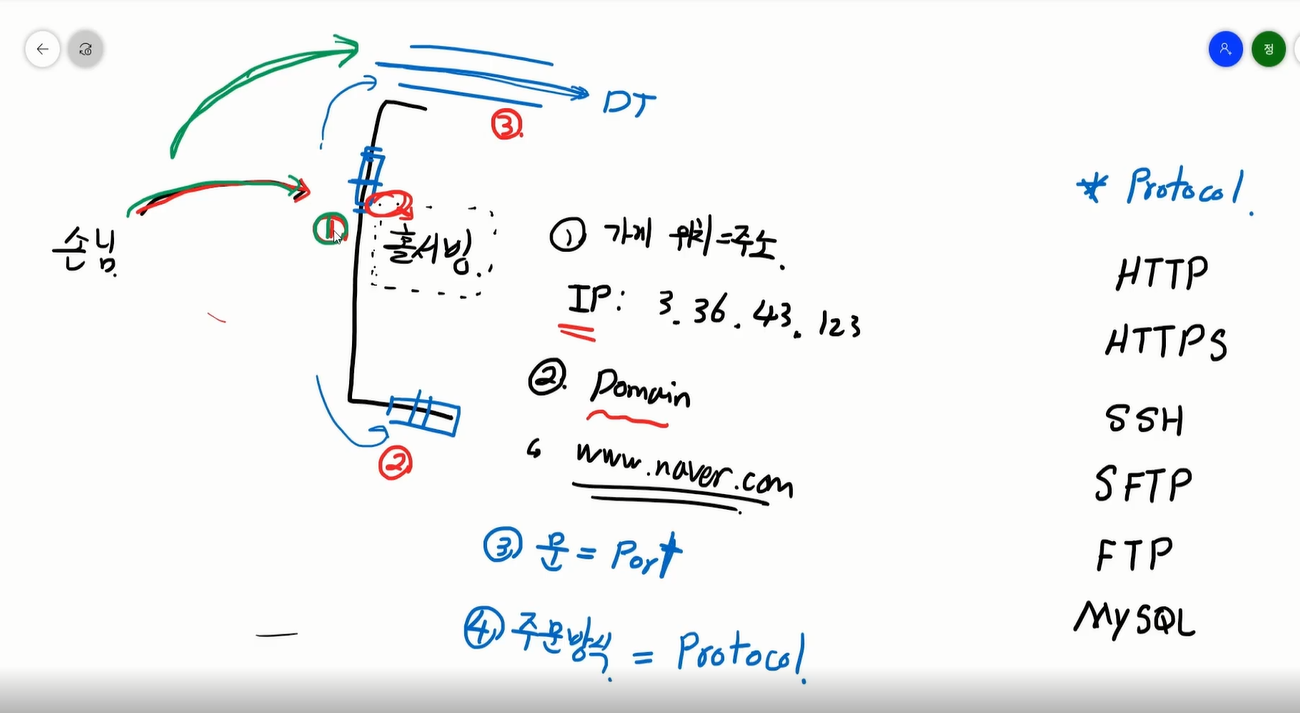 정
DT
③.
* Protocol.
①
손님.
홀서빙.
① 가게 위치=주소.
HTTP
IP: 3.36.43.123
HTTPS
②. Domain
SSH
www.naver.com
②
SFTP
③ 문 = Port
FTP
④ 주문방식. = Protocol.
MySQL